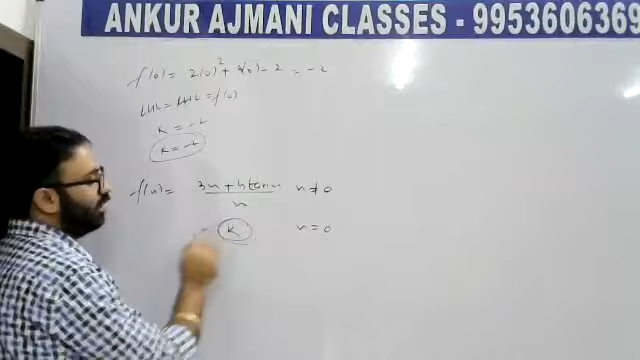 ANKUR AJMANI CLASSES - 9953606369
f(0) = 2(0)² + 3(0) - 2 = -2
LHL = RHL = f(0)
K = -2
K = -2
f(x) = 3x + 4tanx / x x ≠ 0
= K x = 0